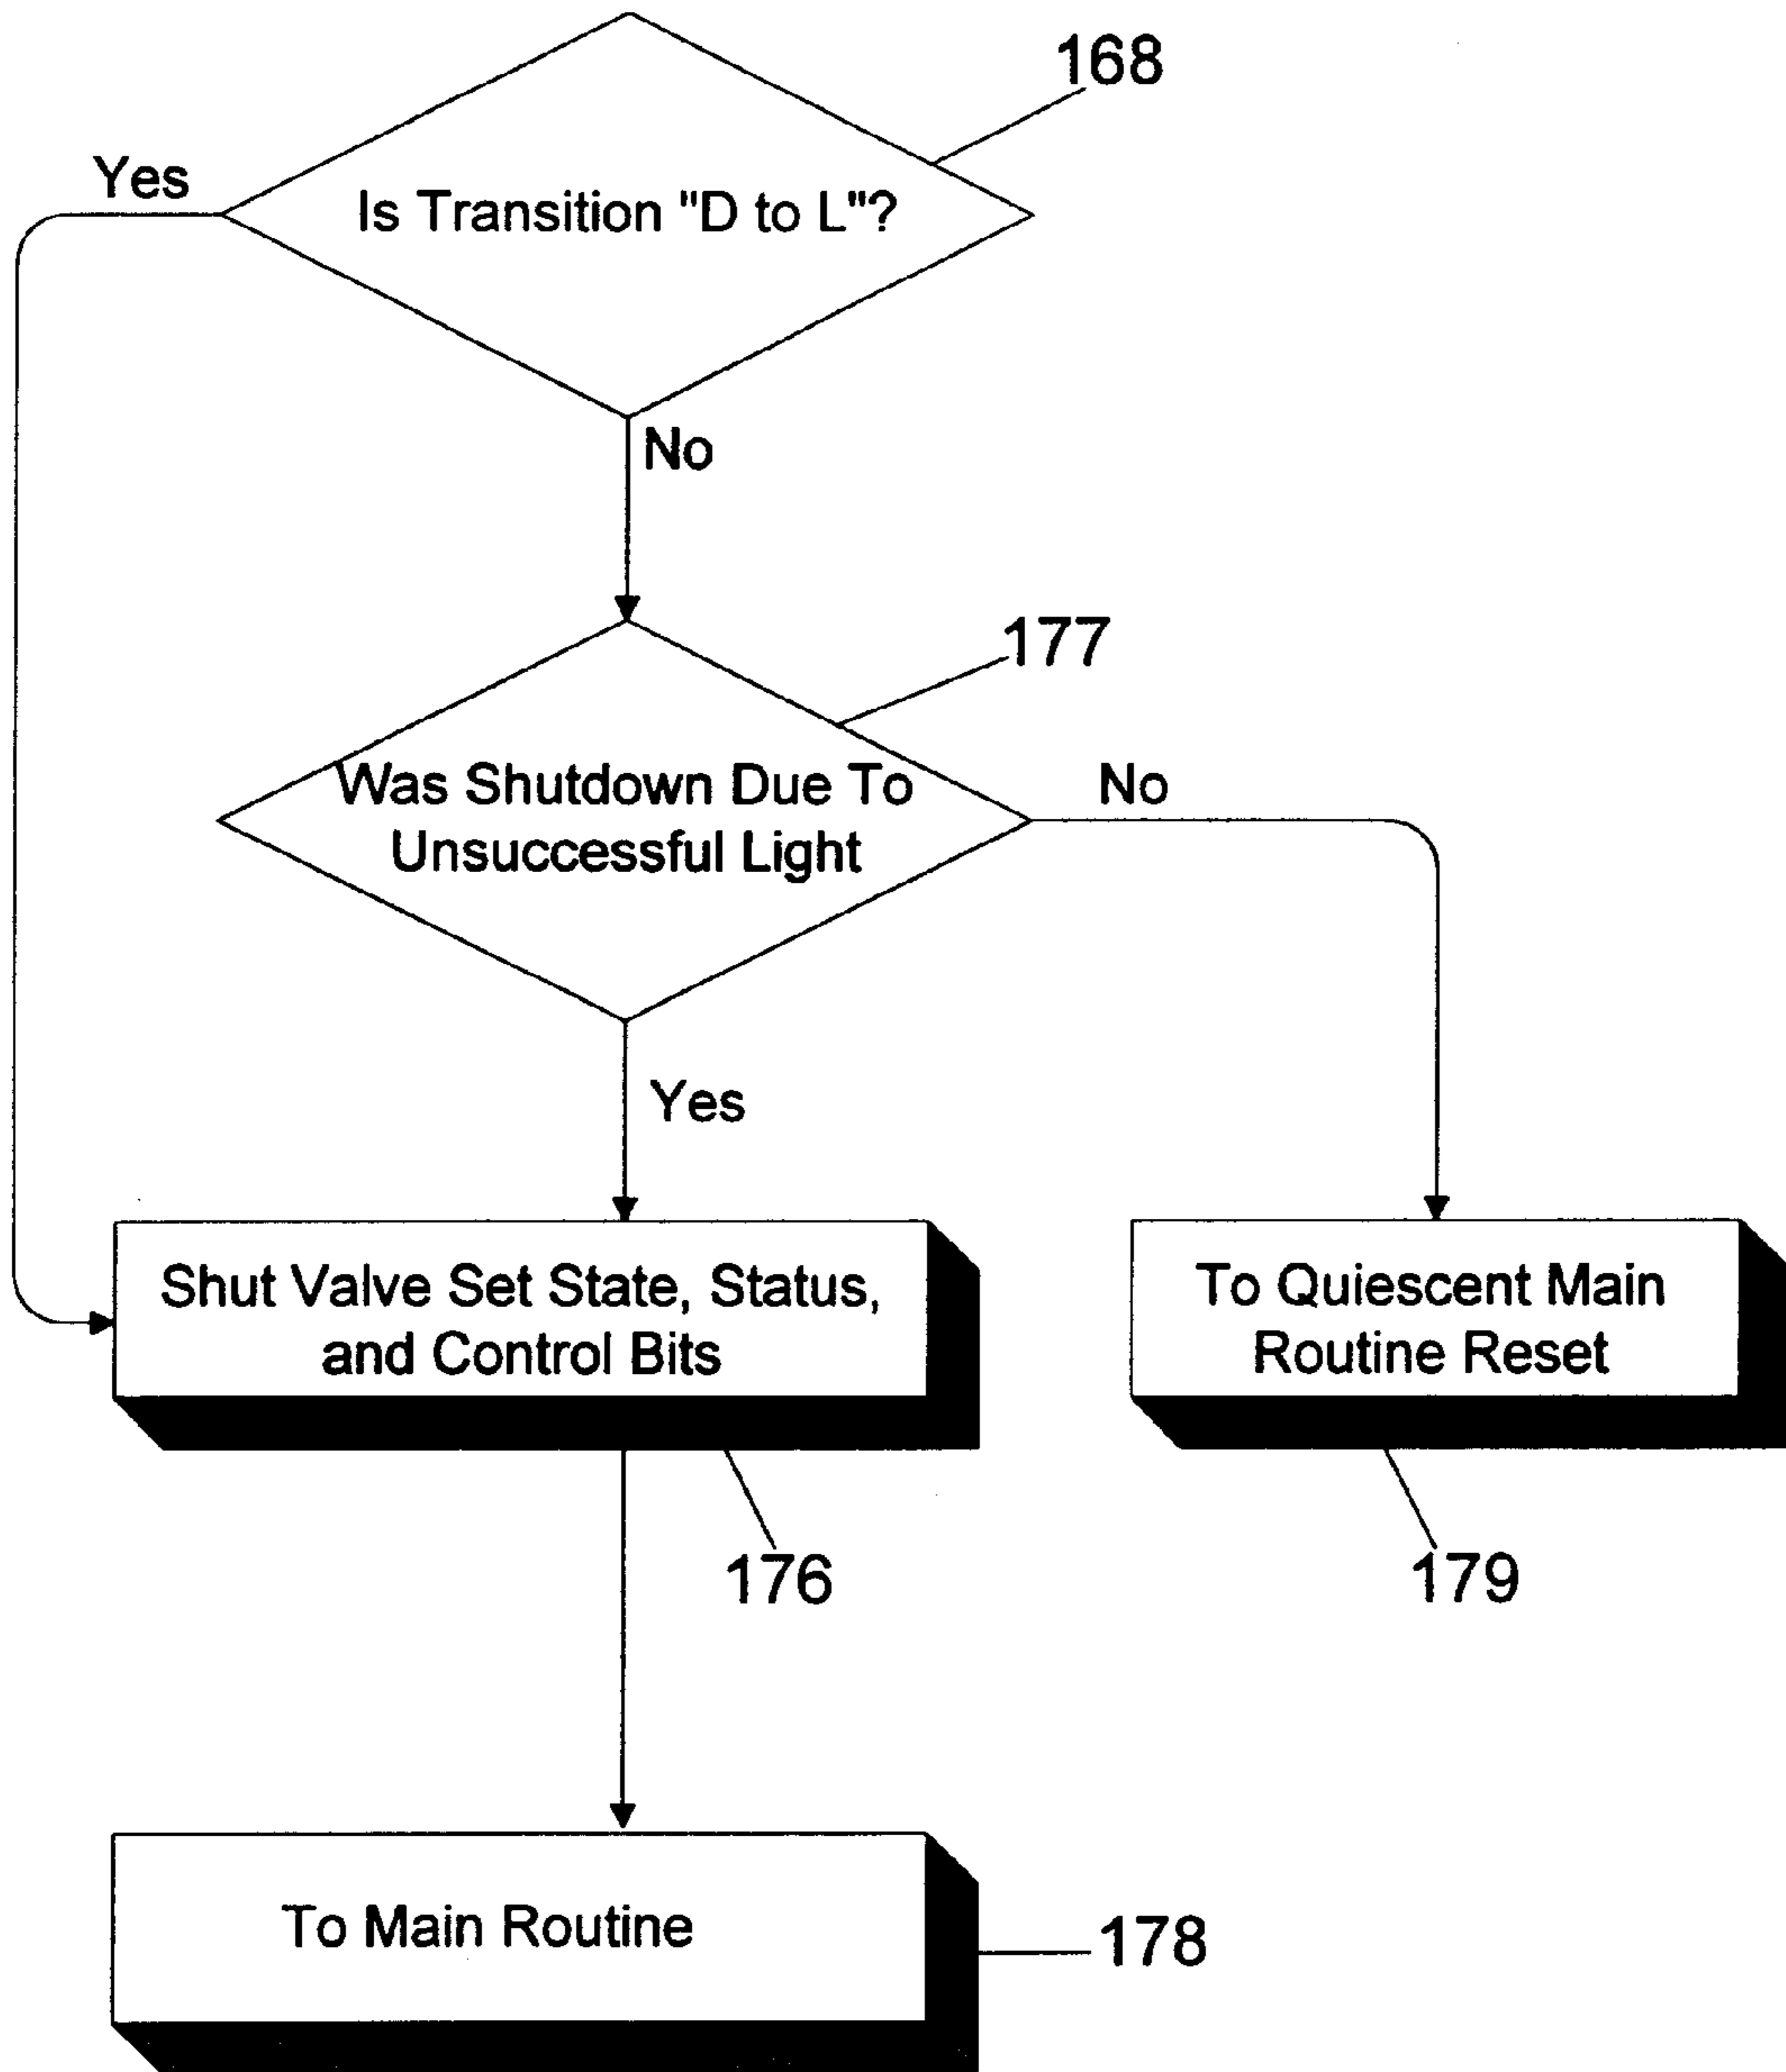 168
Yes
Is Transition "D to L"?
No
177
Was Shutdown Due To
Unsuccessful Light
No
Yes
Shut Valve Set State, Status,
and Control Bits
To Quiescent Main
Routine Reset
176
179
To Main Routine
178